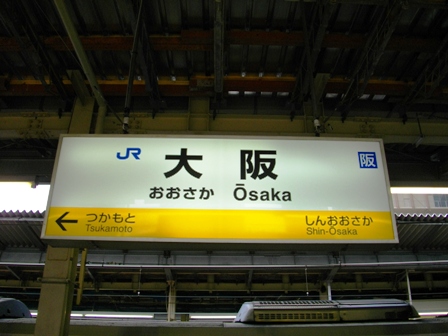 JR 大阪 阪
おおさか Ōsaka
← つかもと しんおおさか
Tsukamoto Shin-Ōsaka